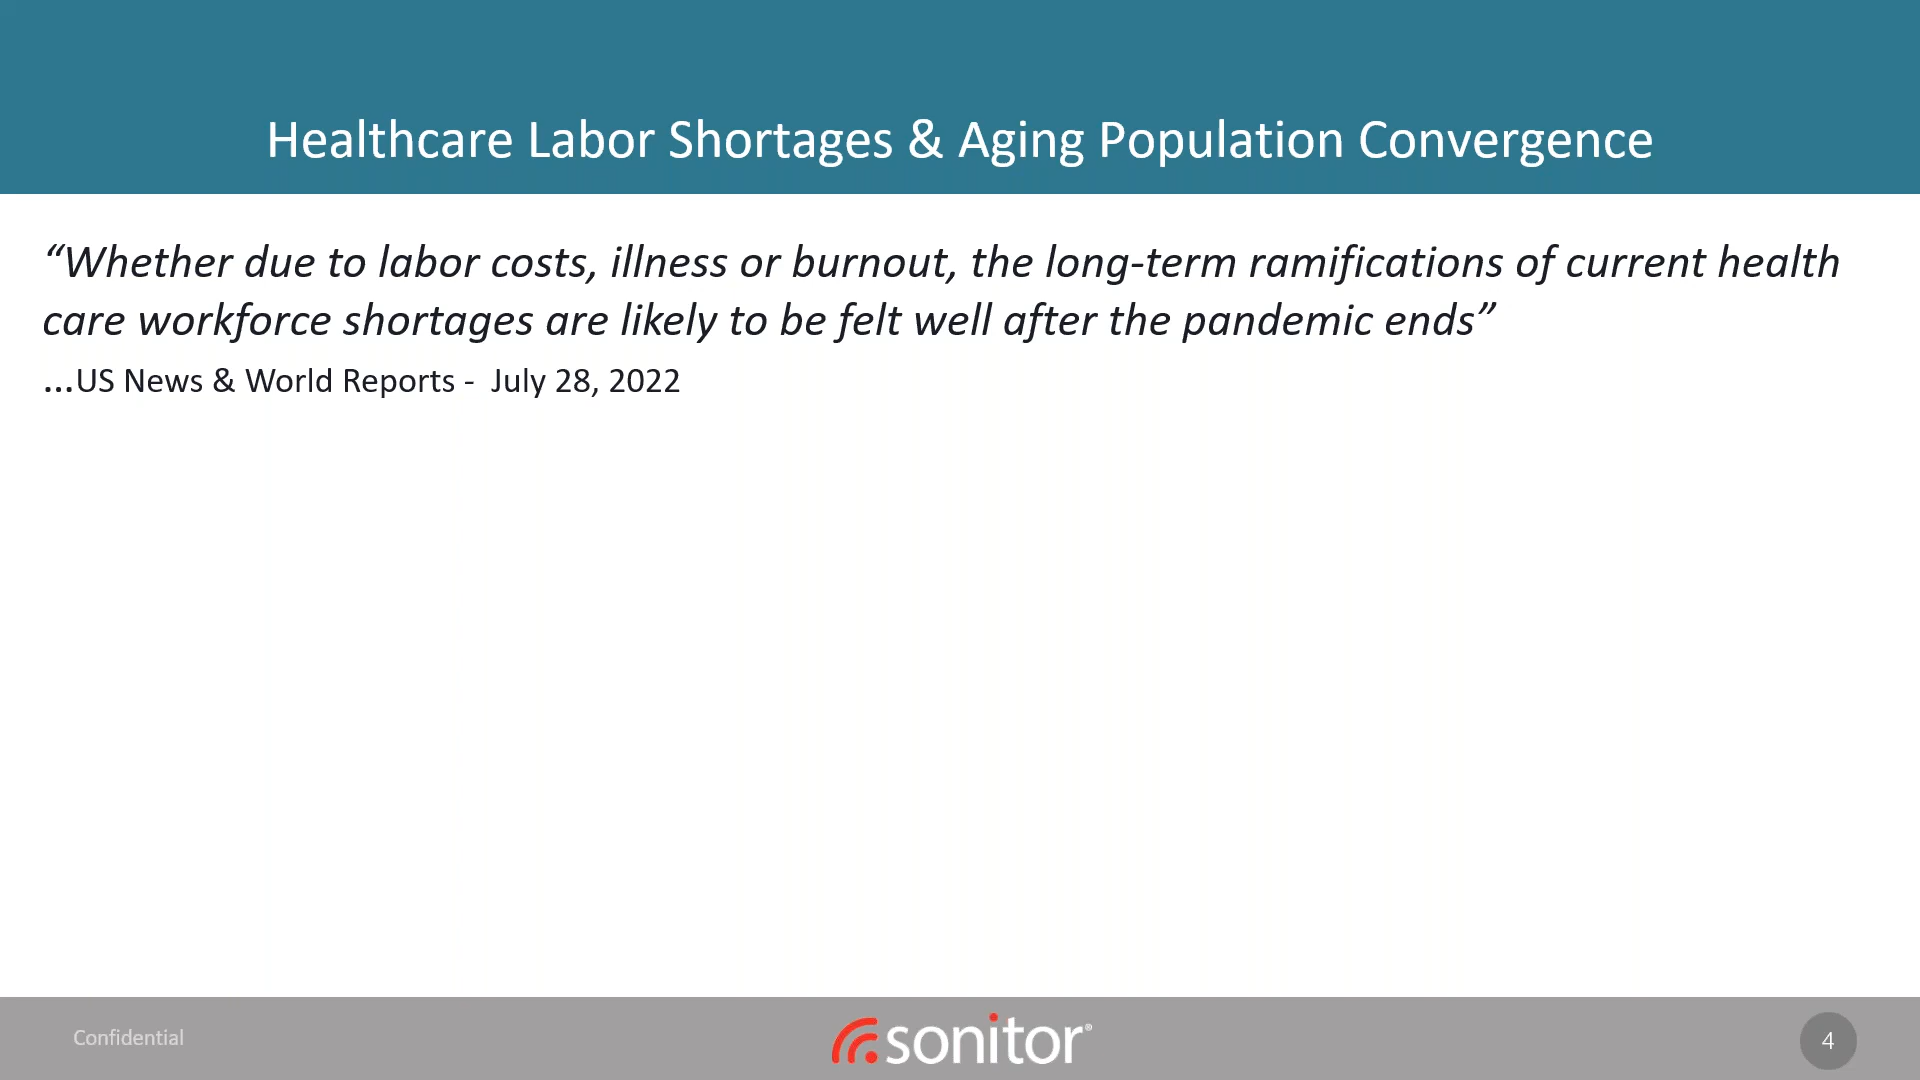 Healthcare Labor Shortages & Aging Population Convergence
“Whether due to labor costs, illness or burnout, the long-term ramifications of current health
care workforce shortages are likely to be felt well after the pandemic ends”
...US News & World Reports -  July 28, 2022
Confidential
sonitor®
4